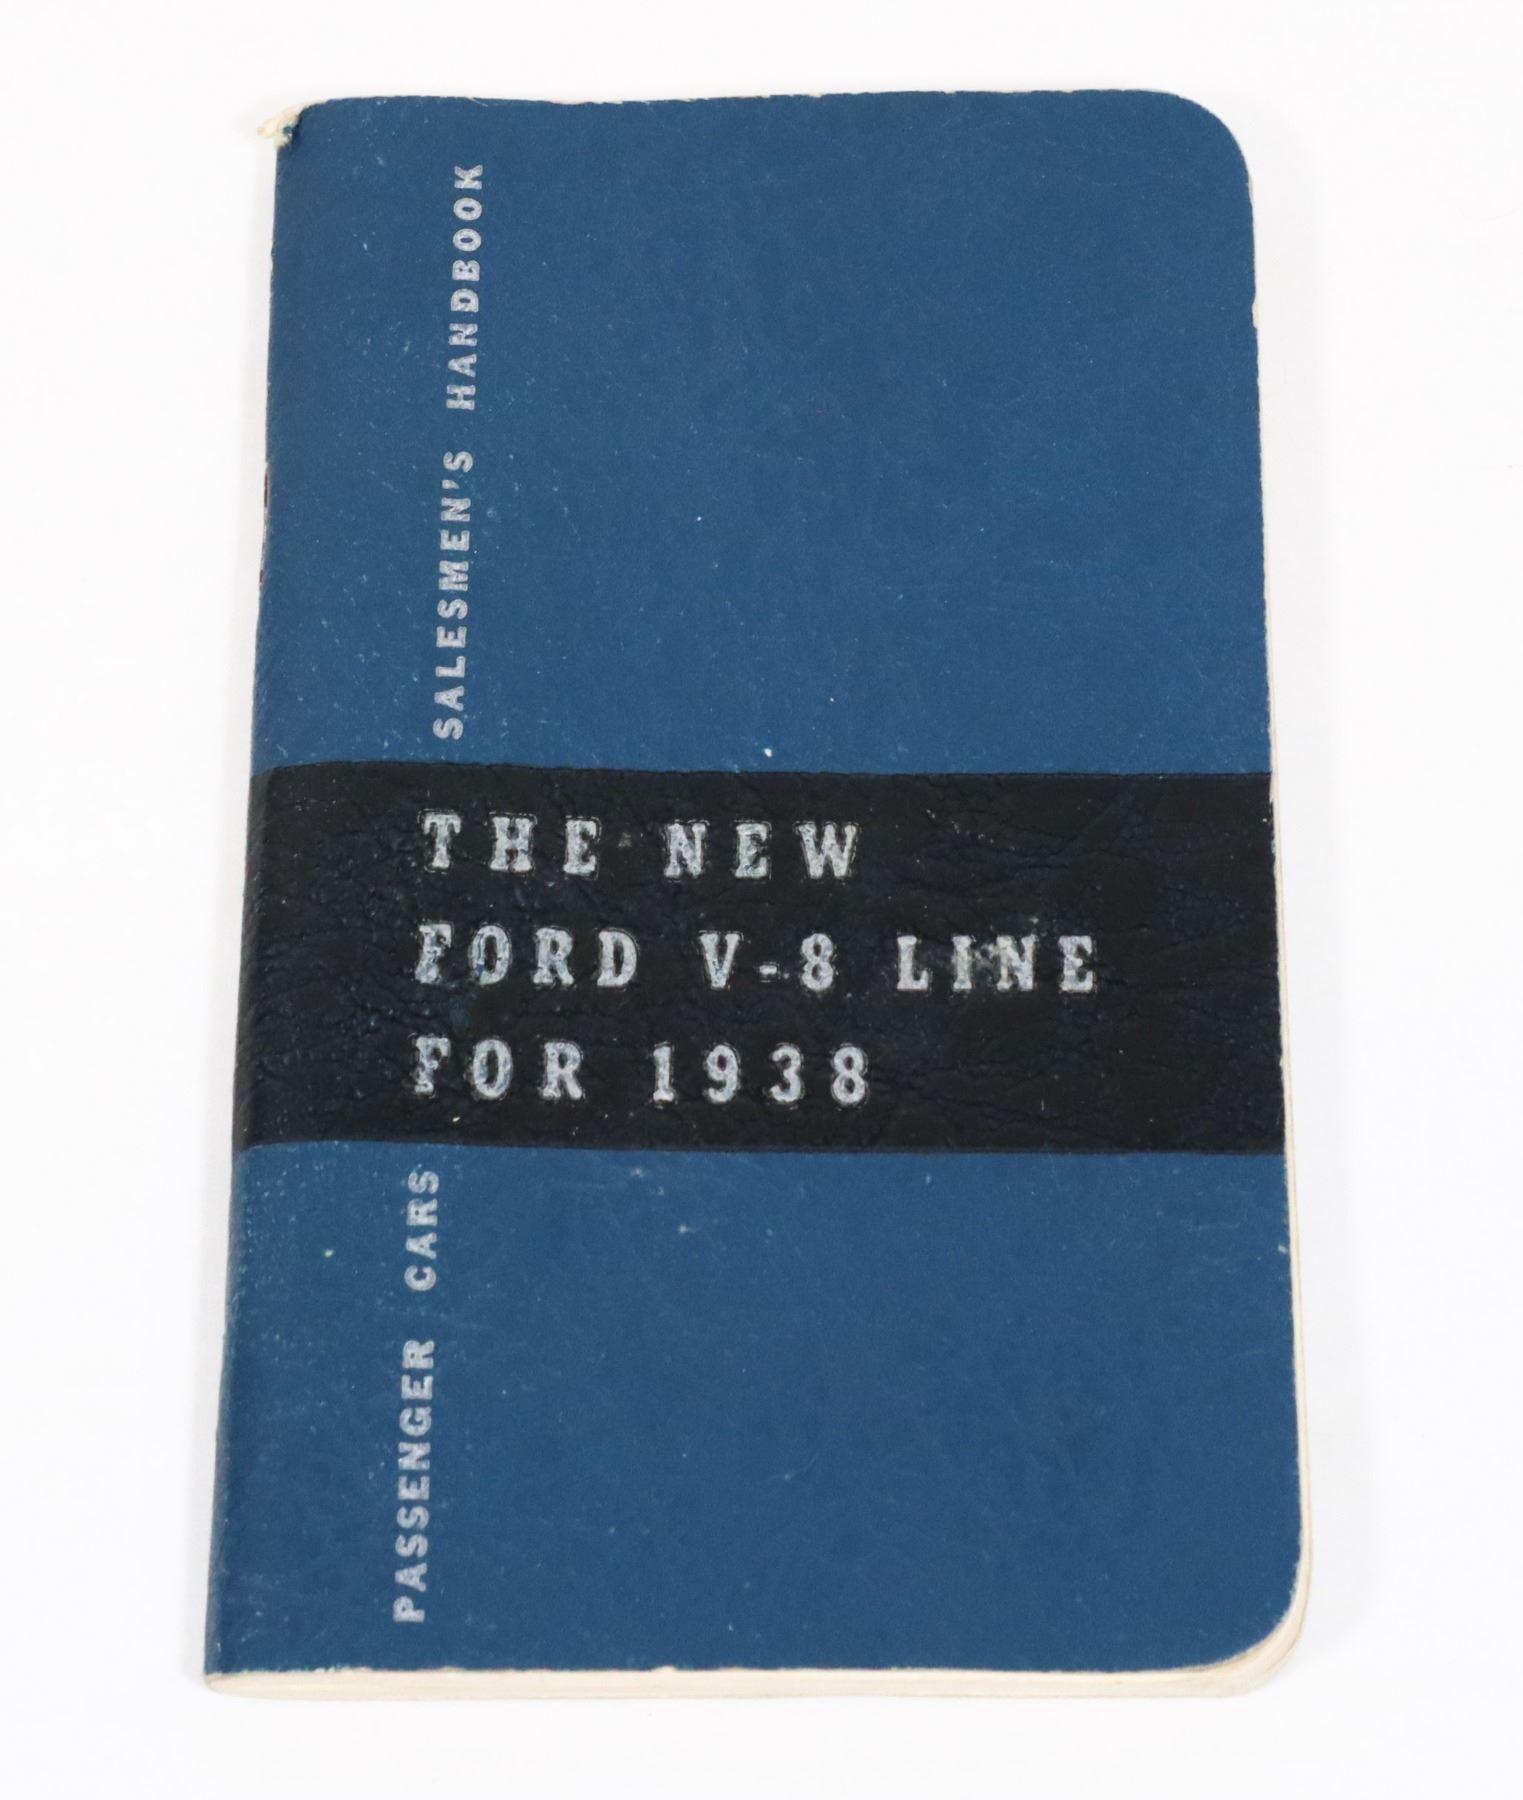 SALESMEN'S HANDBOOK
THE NEW
FORD V-8 LINE
FOR 1938
PASSENGER CARS